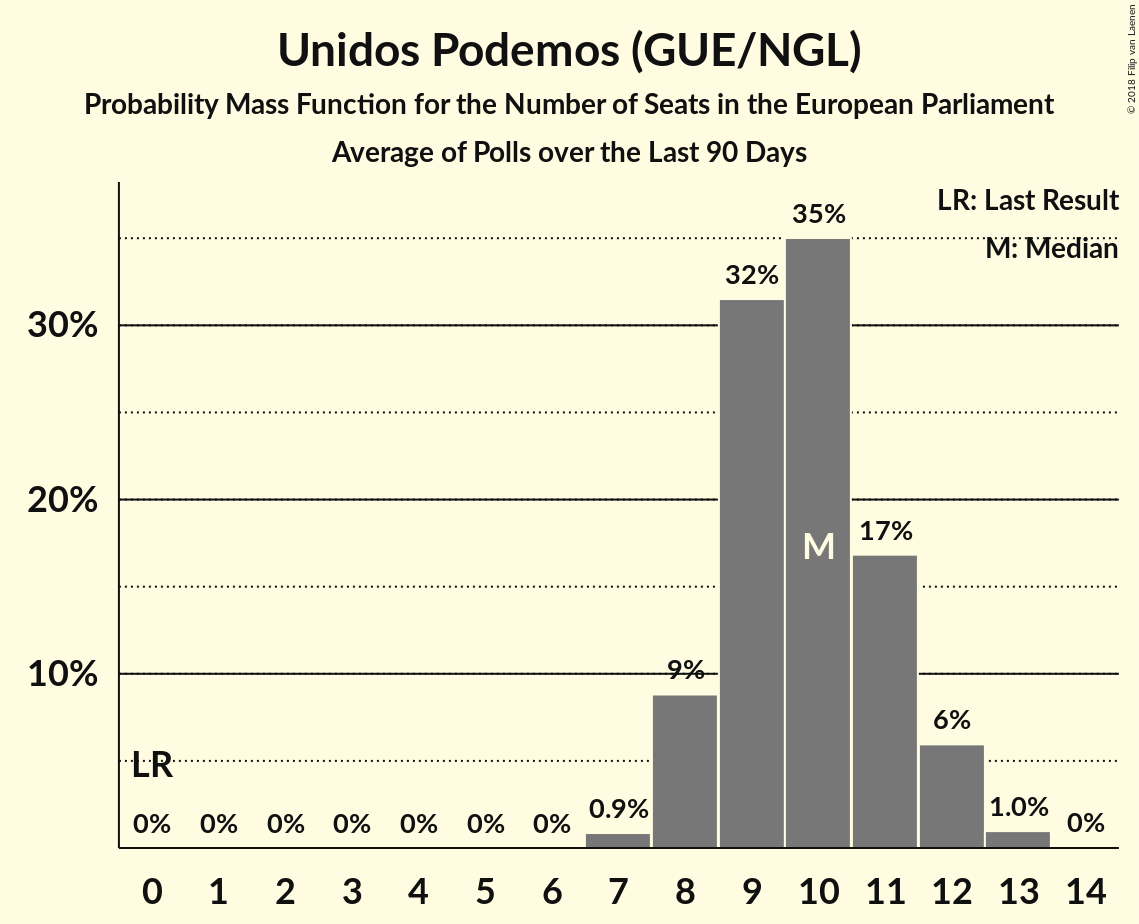 Unidos Podemos (GUE/NGL)
Probability Mass Function for the Number of Seats in the European Parliament
Average of Polls over the Last 90 Days
© 2018 Filip van Laenen
LR: Last Result
M: Median
35%
32%
30%
20%
17%
M
10%
9%
6%
LR
0% 0% 0% 0% 0% 0% 0% 0.9% 1.0% 0%
0 1 2 3 4 5 6 7 8 9 10 11 12 13 14